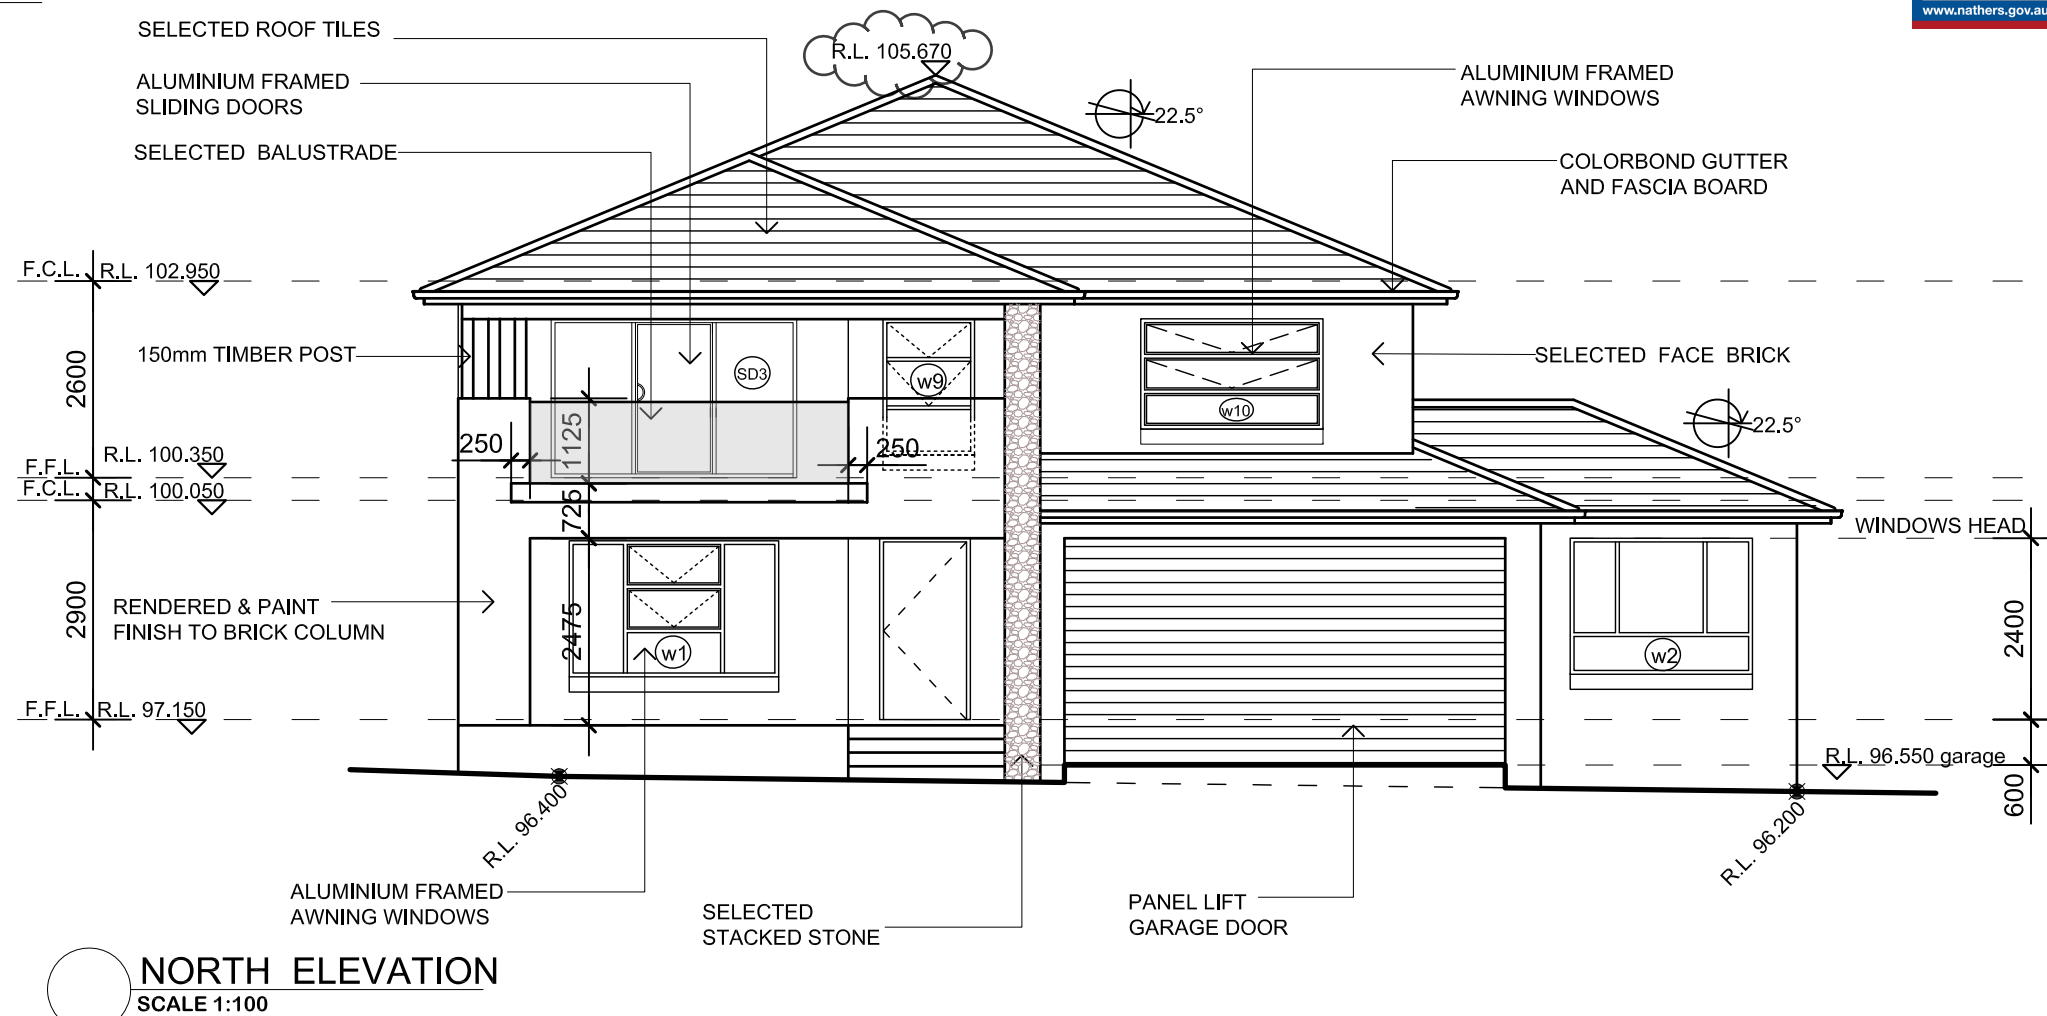 www.nathers.gov.au
SELECTED ROOF TILES
R.L. 105.670
ALUMINIUM FRAMED
SLIDING DOORS
ALUMINIUM FRAMED
AWNING WINDOWS
22.5°
SELECTED BALUSTRADE
COLORBOND GUTTER
AND FASCIA BOARD
F.C.L.
R.L. 102.950
150mm TIMBER POST
SELECTED FACE BRICK
2600
SD3
w9
w10
22.5°
250
1125
250
R.L. 100.350
F.F.L.
F.C.L.
R.L. 100.050
725
WINDOWS HEAD
2900
RENDERED & PAINT
FINISH TO BRICK COLUMN
2475
w1
w2
2400
F.F.L.
R.L. 97.150
R.L. 96.550 garage
600
R.L. 96.400
R.L. 96.200
ALUMINIUM FRAMED
AWNING WINDOWS
SELECTED
STACKED STONE
PANEL LIFT
GARAGE DOOR
NORTH ELEVATION
SCALE 1:100